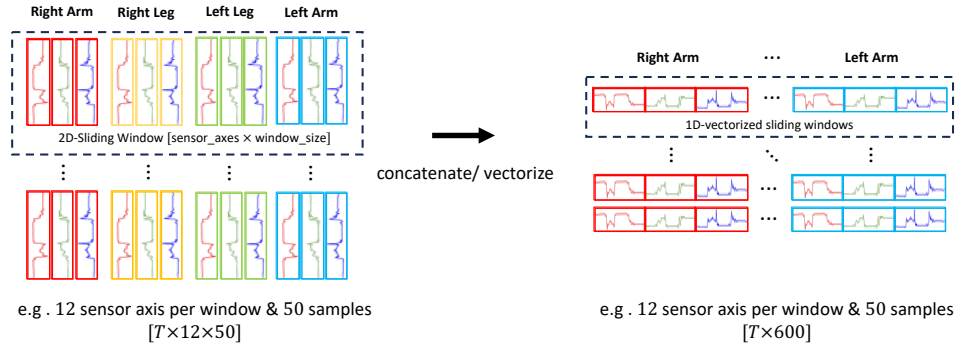 Right Arm Right Leg Left Leg Left Arm
2D-Sliding Window [sensor_axes × window_size]
e.g . 12 sensor axis per window & 50 samples
[T×12×50]
concatenate/ vectorize
Right Arm ... Left Arm
1D-vectorized sliding windows
e.g. 12 sensor axis per window & 50 samples
[T×600]